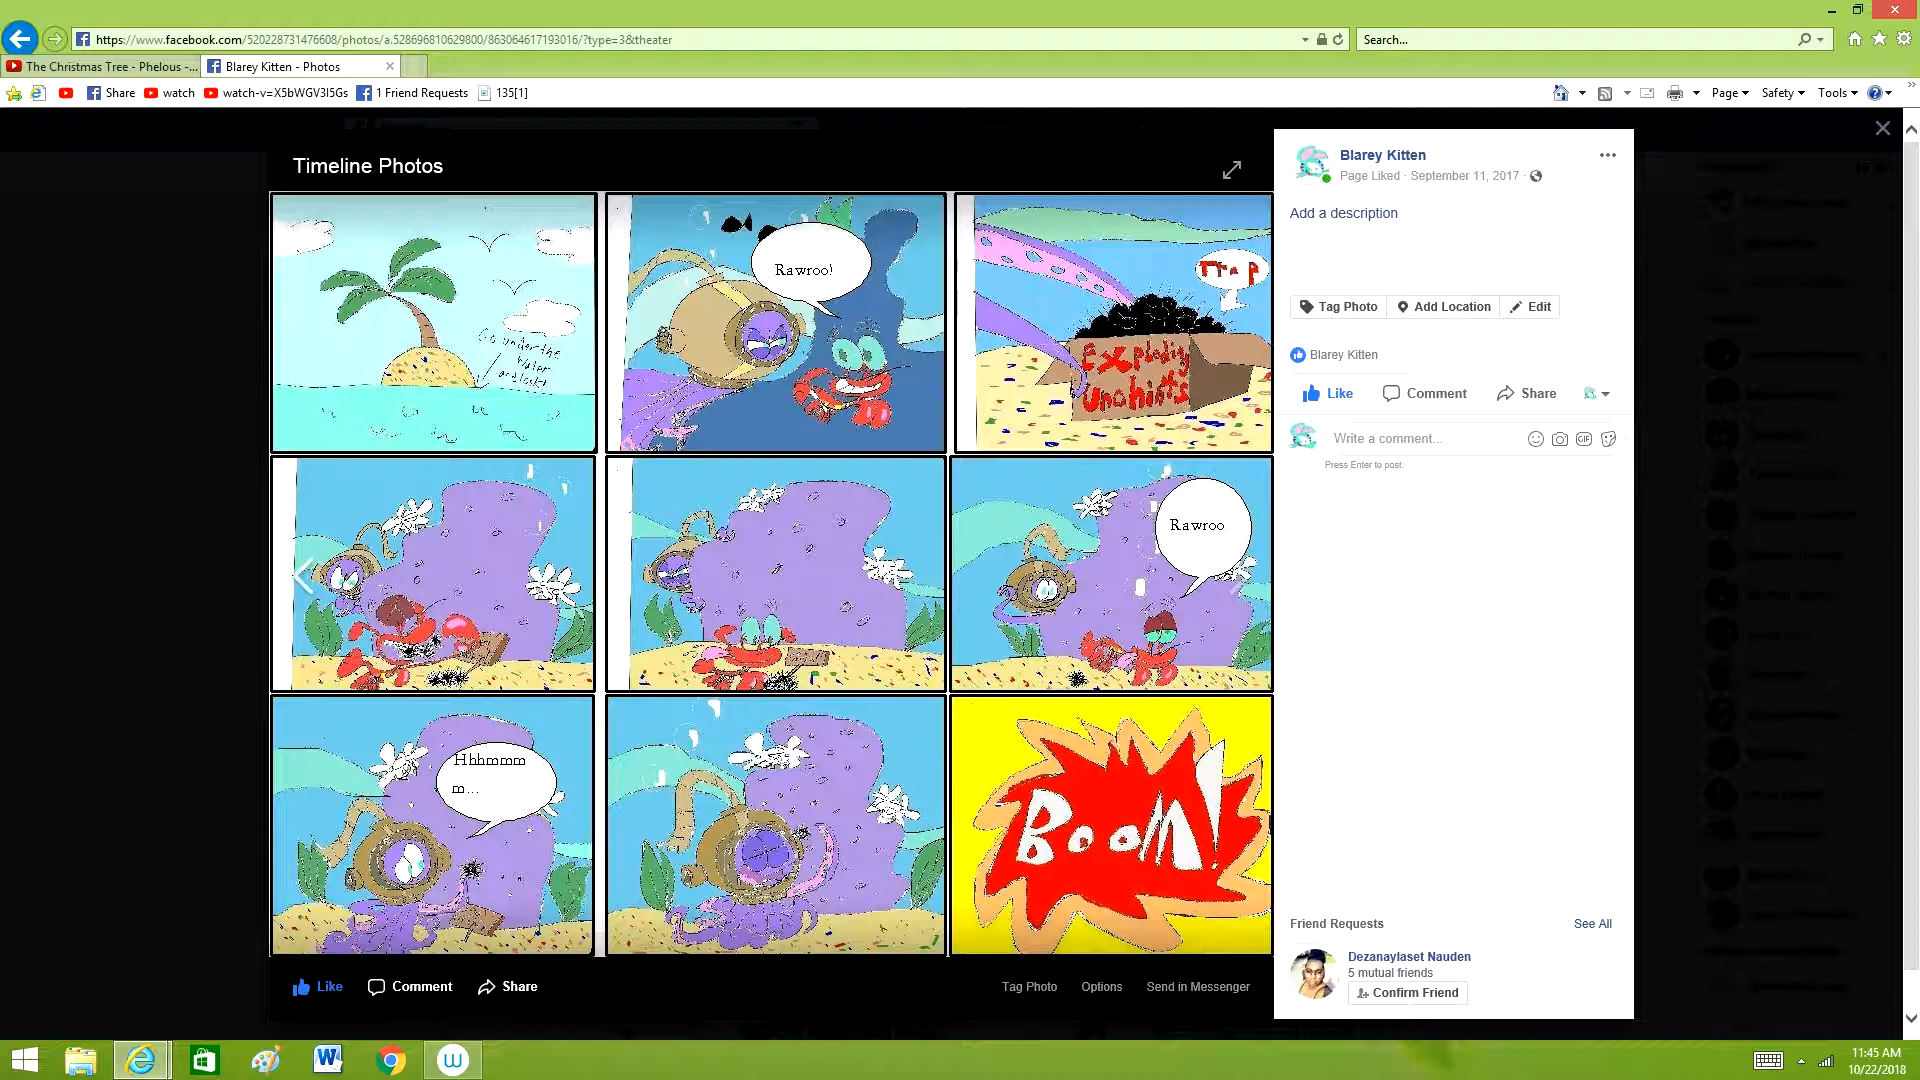 https://www.facebook.com/520228731476608/photos/a.528696810629800/863064617193016/?type=3&theater
Search...
The Christmas Tree - Phelous -...
Blarey Kitten - Photos
Share
watch
watch-v=X5bWGV3I5Gs
1 Friend Requests
135[1]
Page
Safety
Tools
Timeline Photos
Go under the
water
and look!
Rawroo!
Trap
Exploding
Unchints
Rawroo
Hhhmmm
m...
BOOM!
Like
Comment
Share
Tag Photo
Options
Send in Messenger
Blarey Kitten
Page Liked · September 11, 2017 ·
Add a description
Tag Photo
Add Location
Edit
Blarey Kitten
Like
Comment
Share
Write a comment...
GIF
Press Enter to post.
Friend Requests
See All
Dezanaylaset Nauden
5 mutual friends
Confirm Friend
11:45 AM
10/22/2018